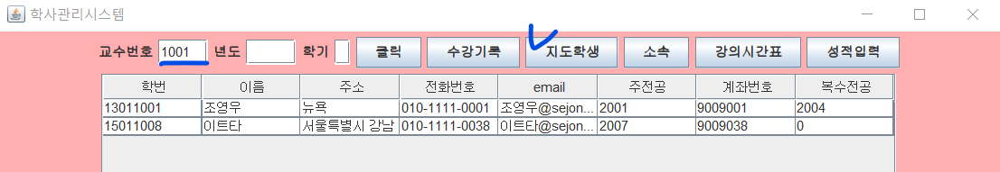 학사관리시스템
교수번호 1001 년도 학기 클릭 수강기록 지도학생 소속 강의시간표 성적입력
학번 이름 주소 전화번호 email 주전공 계좌번호 복수전공
13011001 조영우 뉴욕 010-1111-0001 조영우@sejon... 2001 9009001 2004
15011008 이트타 서울특별시 강남 010-1111-0038 이트타@sejon... 2007 9009038 0